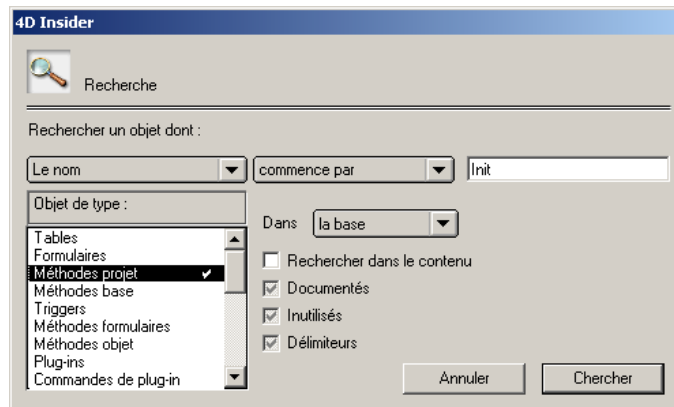 4D Insider
Recherche
Rechercher un objet dont :
Le nom
commence par
Init
Objet de type :
Dans
la base
Tables
Formulaires
Méthodes projet
Méthodes base
Triggers
Méthodes formulaires
Méthodes objet
Plug-ins
Commandes de plug-in
Rechercher dans le contenu
Documentés
Inutilisés
Délimiteurs
Annuler
Chercher